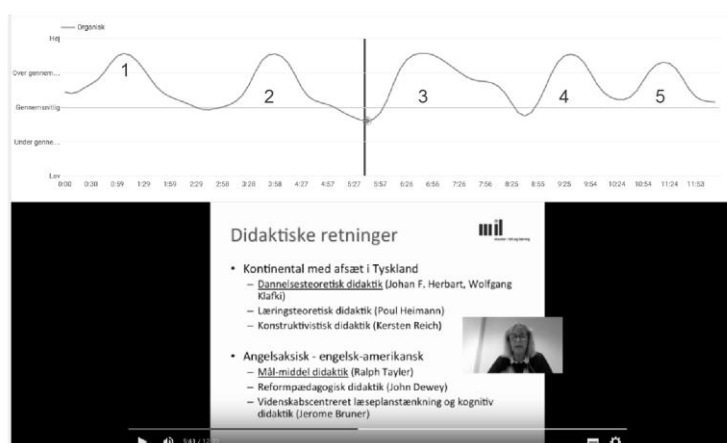 Organisk
Høj
Over gennem...
Gennemsnitlig
Under genne...
Lav
1
2
3
4
5
0:00 0:30 0:59 1:29 1:59 2:29 2:58 3:28 3:58 4:27 4:57 5:27 5:57 6:26 6:56 7:26 7:56 8:25 8:55 9:25 9:54 10:24 10:54 11:24 11:53
Didaktiske retninger
mil
• Kontinental med afsæt i Tyskland
– Dannelsesteoretisk didaktik (Johan F. Herbart, Wolfgang
Klafki)
– Læringsteoretisk didaktik (Poul Heimann)
– Konstruktivistisk didaktik (Kersten Reich)
• Angelsaksisk - engelsk-amerikansk
– Mål-middel didaktik (Ralph Tayler)
– Reformpædagogisk didaktik (John Dewey)
– Videnskabscentreret læseplanstænkning og kognitiv
didaktik (Jerome Bruner)